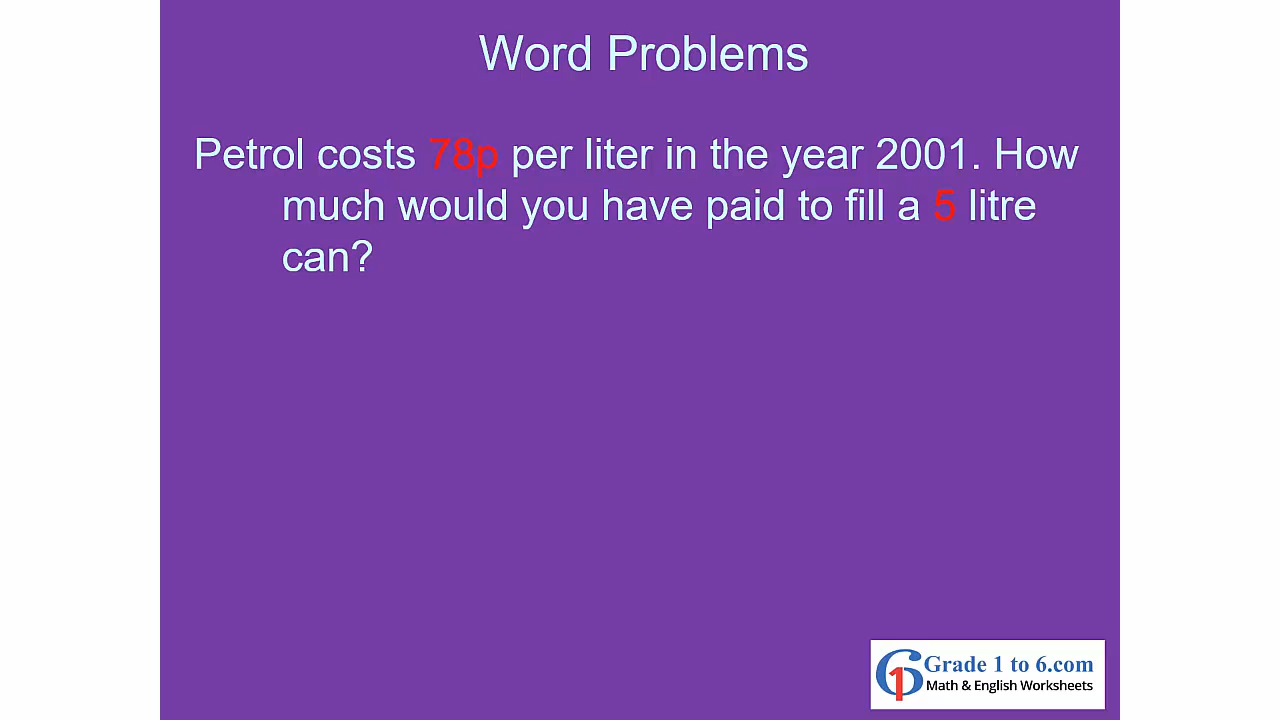 Word Problems
Petrol costs 78p per liter in the year 2001. How
much would you have paid to fill a 5 litre
can?
Grade 1 to 6.com
Math & English Worksheets